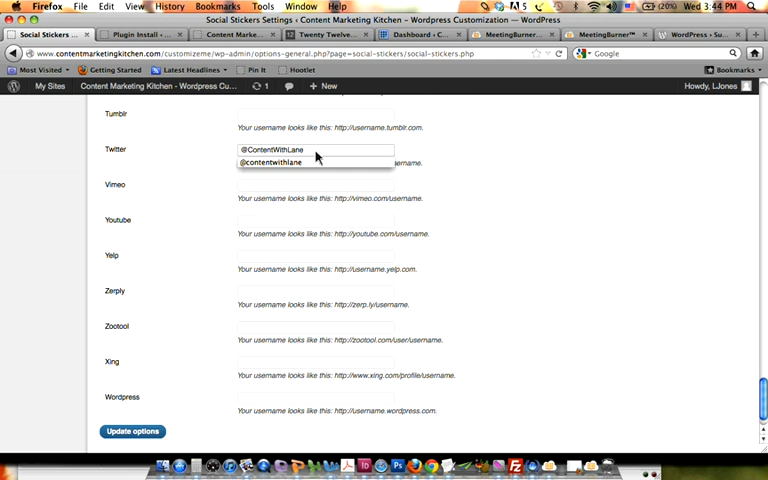 Firefox File Edit View History Bookmarks Tools Window Help 5 (20%) Wed 3:44 PM
Social Stickers Settings ‹ Content Marketing Kitchen – Wordpress Customization — WordPress
Social Stickers ... Plugin Install ‹ ... Content Marke... Twenty Twelve... Dashboard ‹ C... MeetingBurner... MeetingBurner™ WordPress › Su...
www.contentmarketingkitchen.com/customizeme/wp-admin/options-general.php?page=social-stickers/social-stickers.php Google
Most Visited Getting Started Latest Headlines Pin It Hootlet Bookmarks
My Sites Content Marketing Kitchen - Wordpress Cu... 1 + New Howdy, LJones
Tumblr
Your username looks like this: http://username.tumblr.com.
Twitter @ContentWithLane
@contentwithlane ername.
Vimeo
Your username looks like this: http://vimeo.com/username.
Youtube
Your username looks like this: http://youtube.com/username.
Yelp
Your username looks like this: http://username.yelp.com.
Zerply
Your username looks like this: http://zerp.ly/username.
Zootool
Your username looks like this: http://zootool.com/user/username.
Xing
Your username looks like this: http://www.xing.com/profile/username.
Wordpress
Your username looks like this: http://username.wordpress.com.
Update options